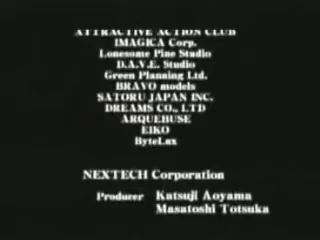 ATTRACTIVE ACTION CLUB
IMAGICA Corp.
Lonesome Pine Studio
D.A.V.E. Studio
Green Planning Ltd.
BRAVO models
SATORU JAPAN INC.
DREAMS CO., LTD
ARQUEBUSE
EIKO
ByteLax
NEXTECH Corporation
Producer Katsuji Aoyama
Masatoshi Totsuka